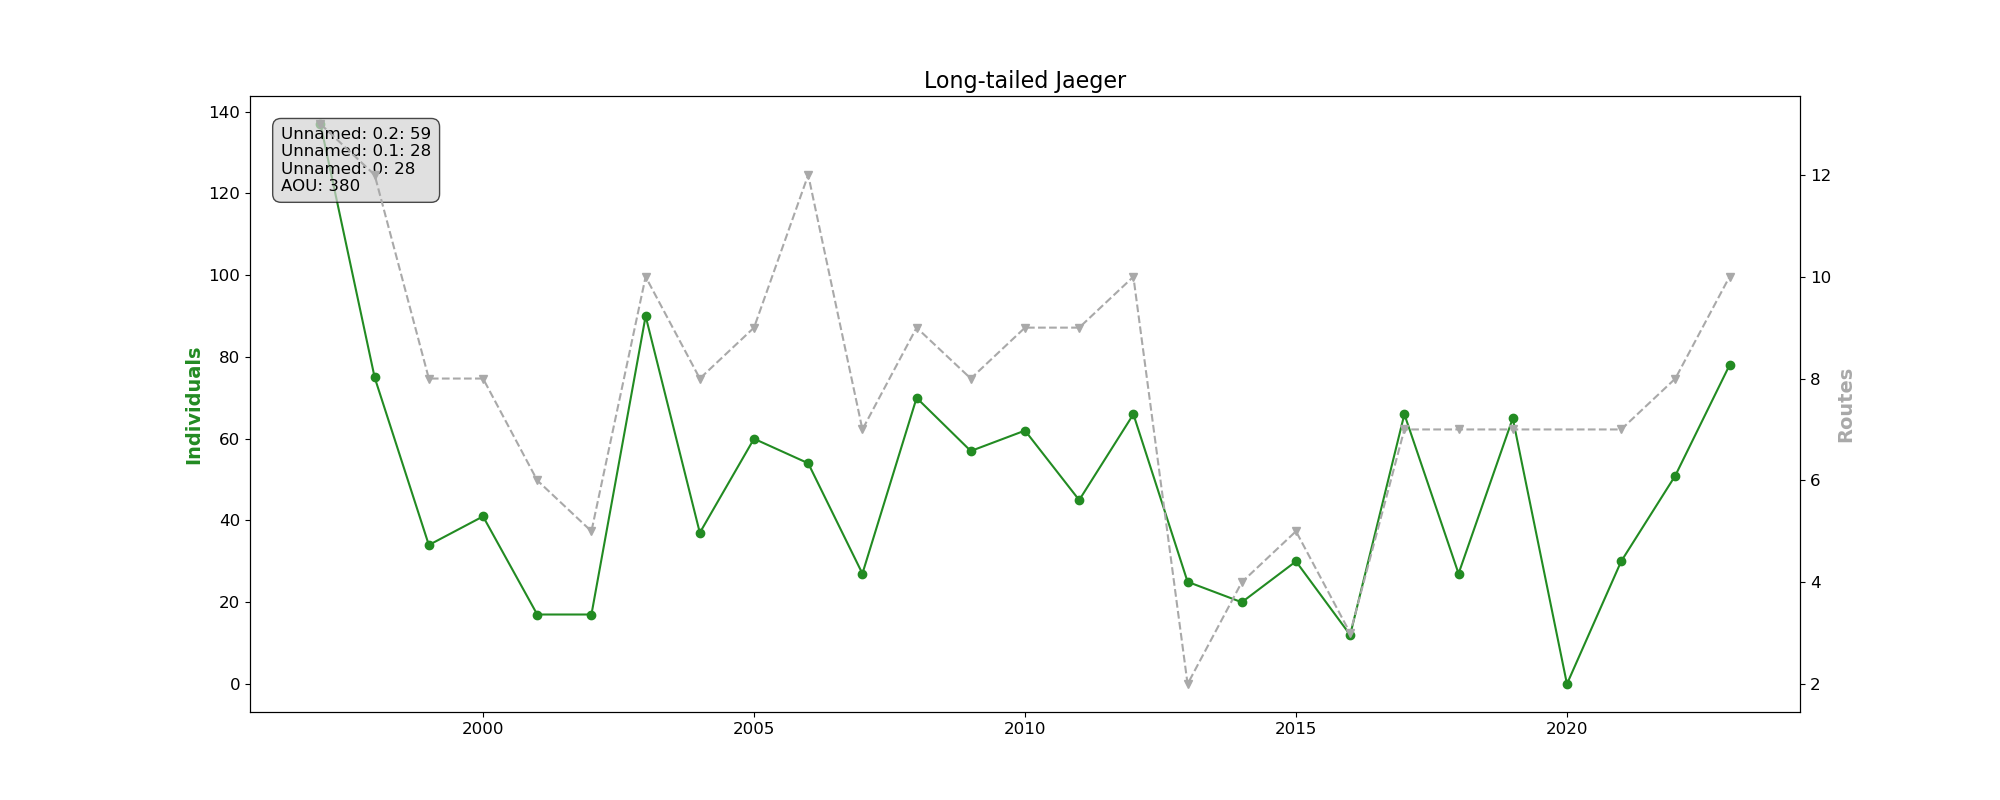 Long-tailed Jaeger
140
120
100
80
60
40
20
0
Individuals
Unnamed: 0.2: 59
Unnamed: 0.1: 28
Unnamed: 0: 28
AOU: 380
12
10
8
6
4
2
Routes
2000
2005
2010
2015
2020